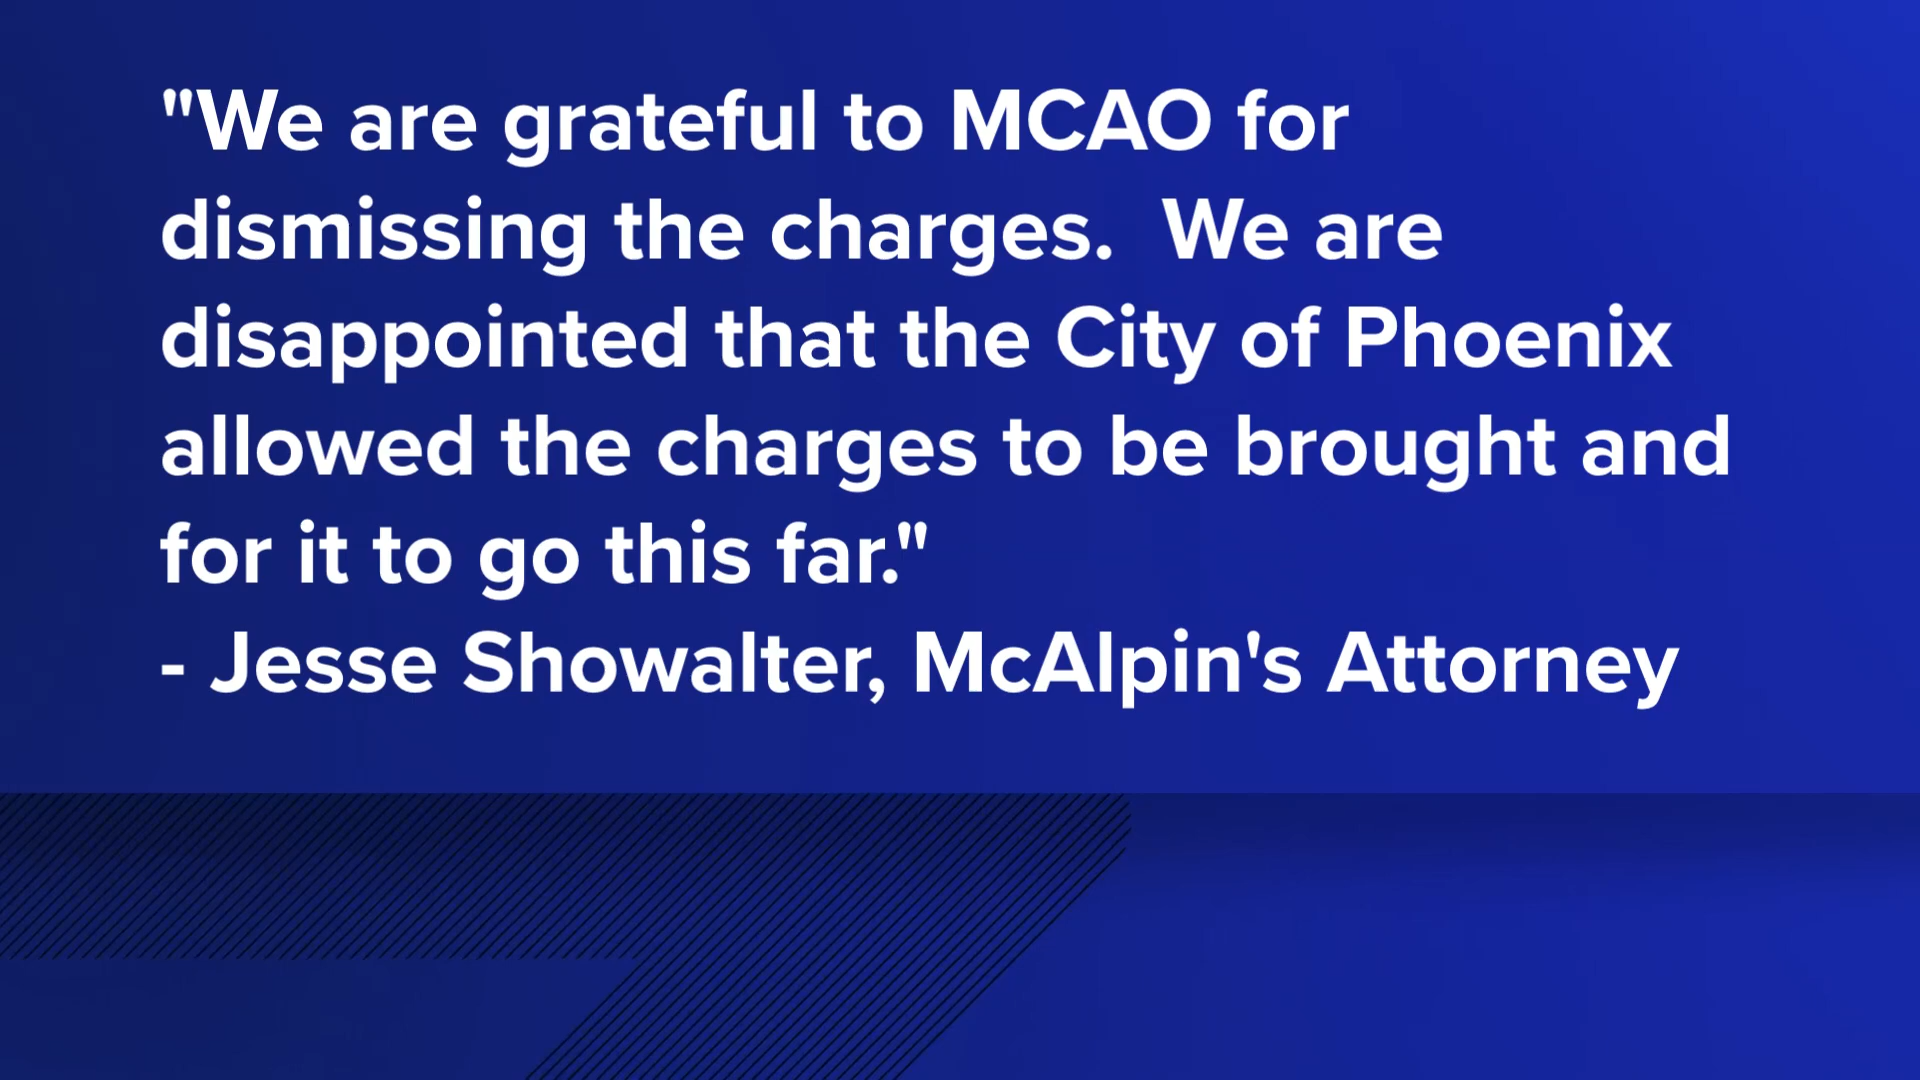 "We are grateful to MCAO for
dismissing the charges.  We are
disappointed that the City of Phoenix
allowed the charges to be brought and
for it to go this far."
- Jesse Showalter, McAlpin's Attorney